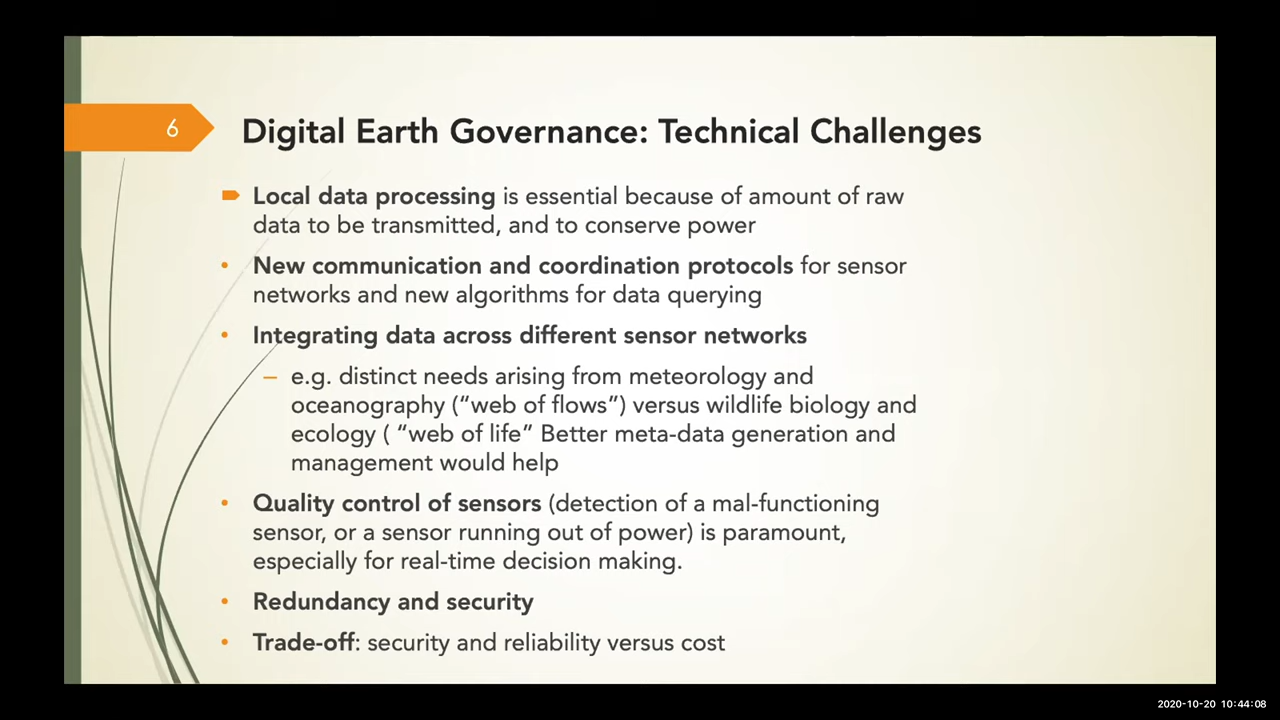 6
Digital Earth Governance: Technical Challenges
Local data processing is essential because of amount of raw
data to be transmitted, and to conserve power
New communication and coordination protocols for sensor
networks and new algorithms for data querying
Integrating data across different sensor networks
– e.g. distinct needs arising from meteorology and
oceanography (“web of flows”) versus wildlife biology and
ecology ( “web of life” Better meta-data generation and
management would help
• Quality control of sensors (detection of a mal-functioning
sensor, or a sensor running out of power) is paramount,
especially for real-time decision making.
• Redundancy and security
• Trade-off: security and reliability versus cost
2020-10-20 10:44:08